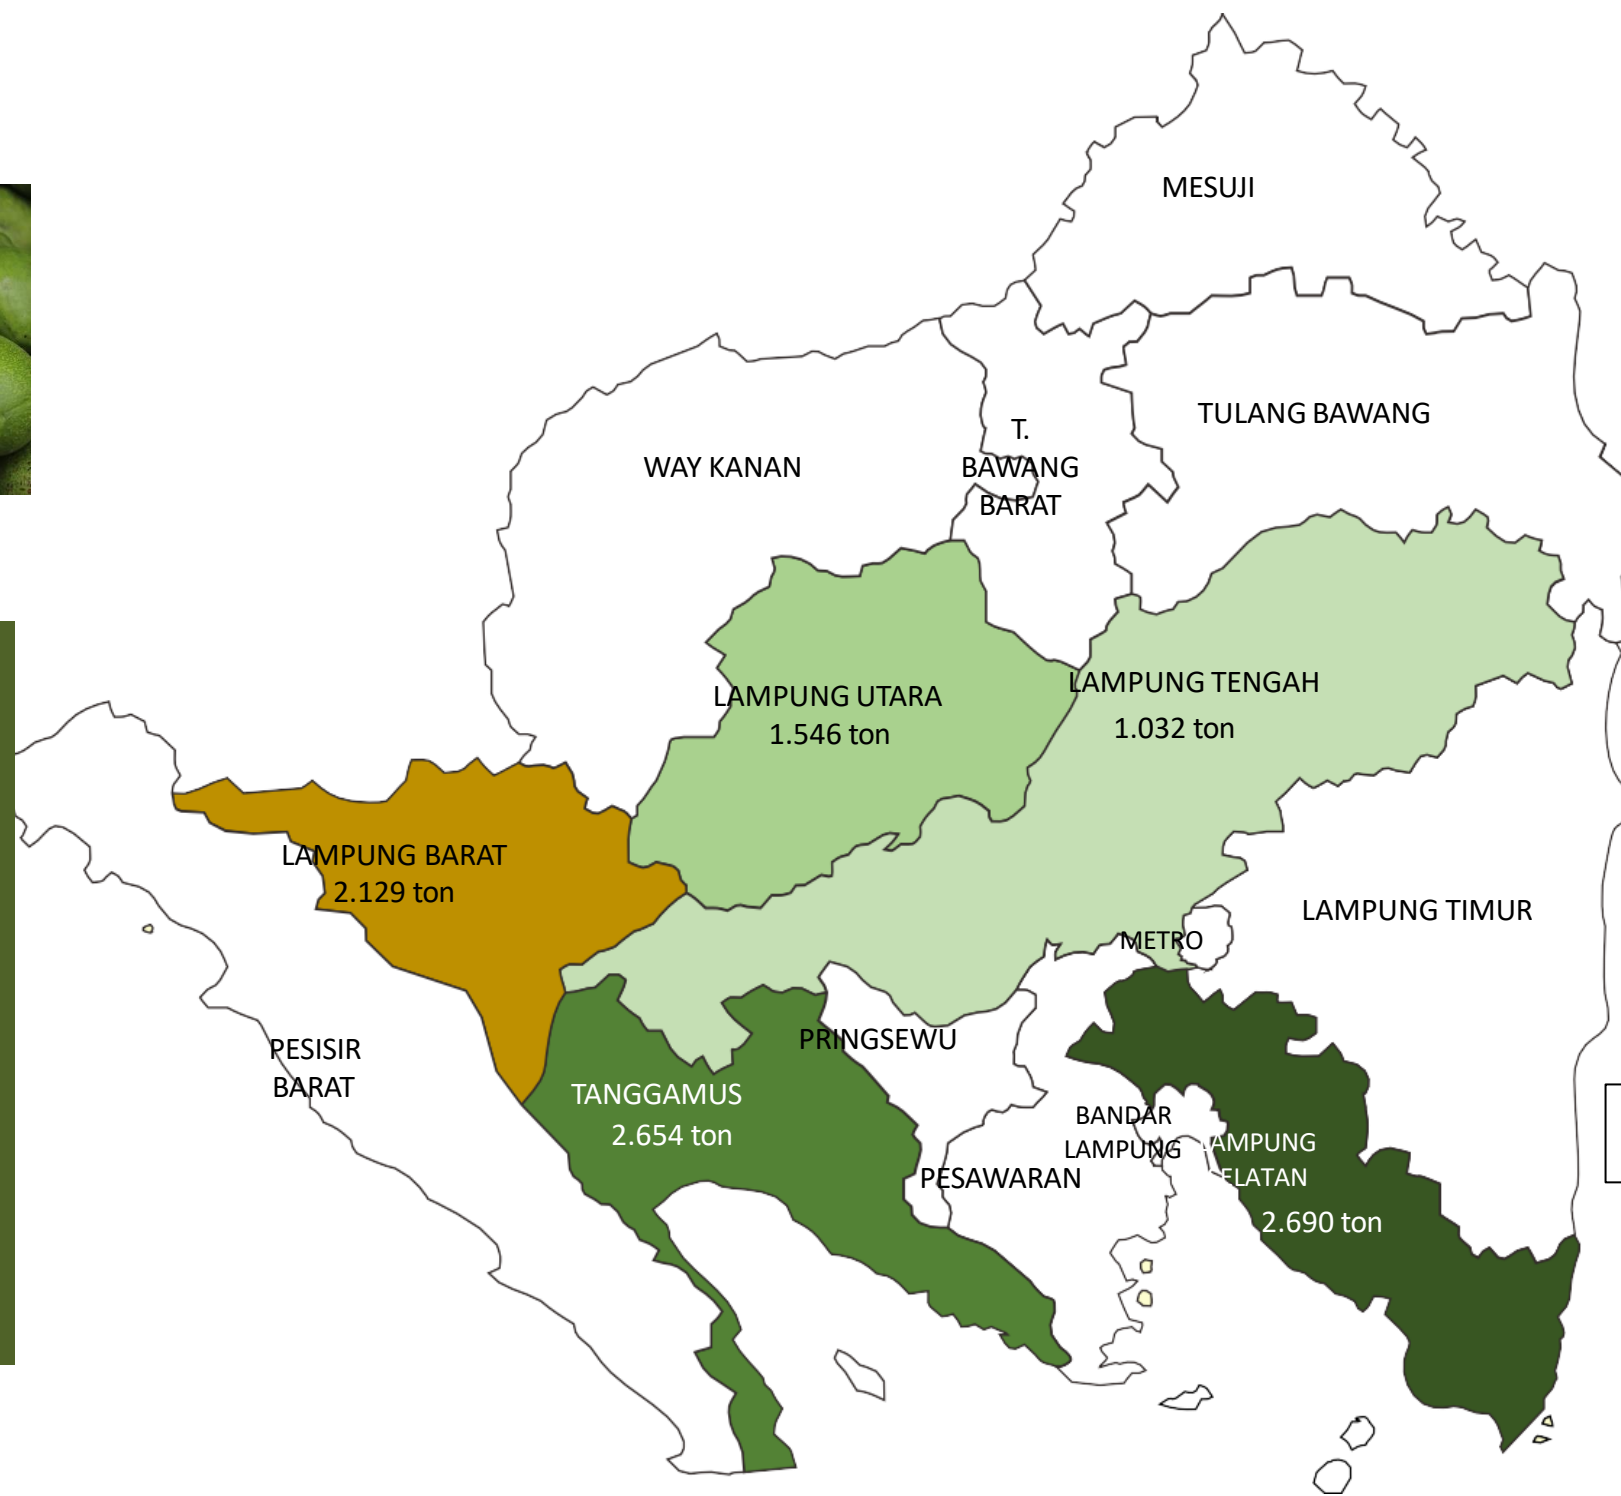 MESUJI
TULANG BAWANG
T.
BAWANG
BARAT
WAY KANAN
LAMPUNG UTARA
1.546 ton
LAMPUNG TENGAH
1.032 ton
LAMPUNG BARAT
2.129 ton
LAMPUNG TIMUR
METRO
PESISIR
BARAT
PRINGSEWU
TANGGAMUS
2.654 ton
BANDAR
LAMPUNG
PESAWARAN
LAMPUNG
SELATAN
2.690 ton